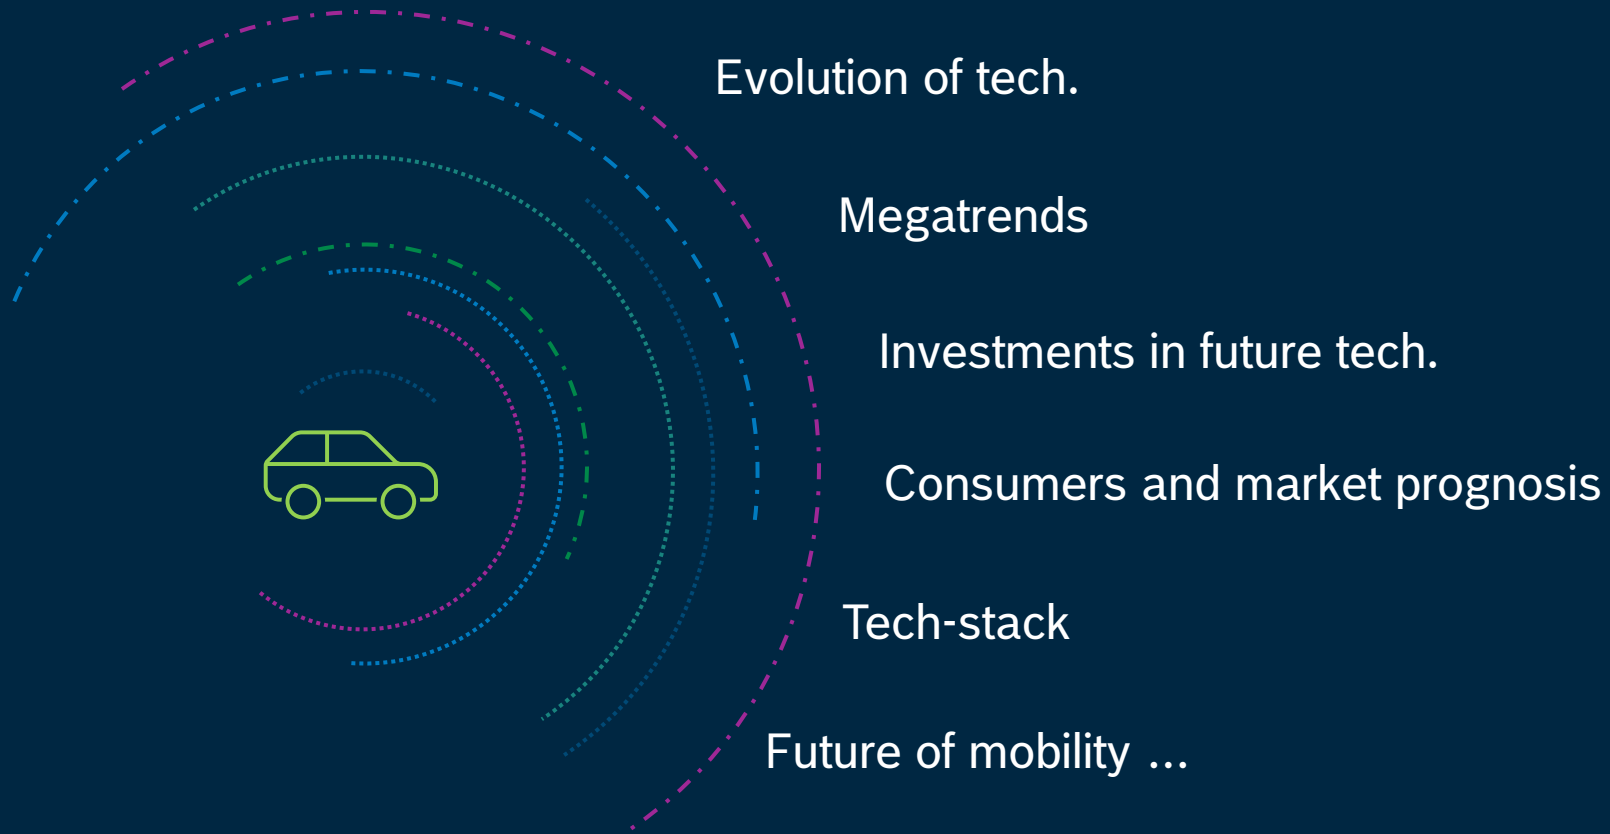 Evolution of tech.
Megatrends
Investments in future tech.
Consumers and market prognosis
Tech-stack
Future of mobility ...